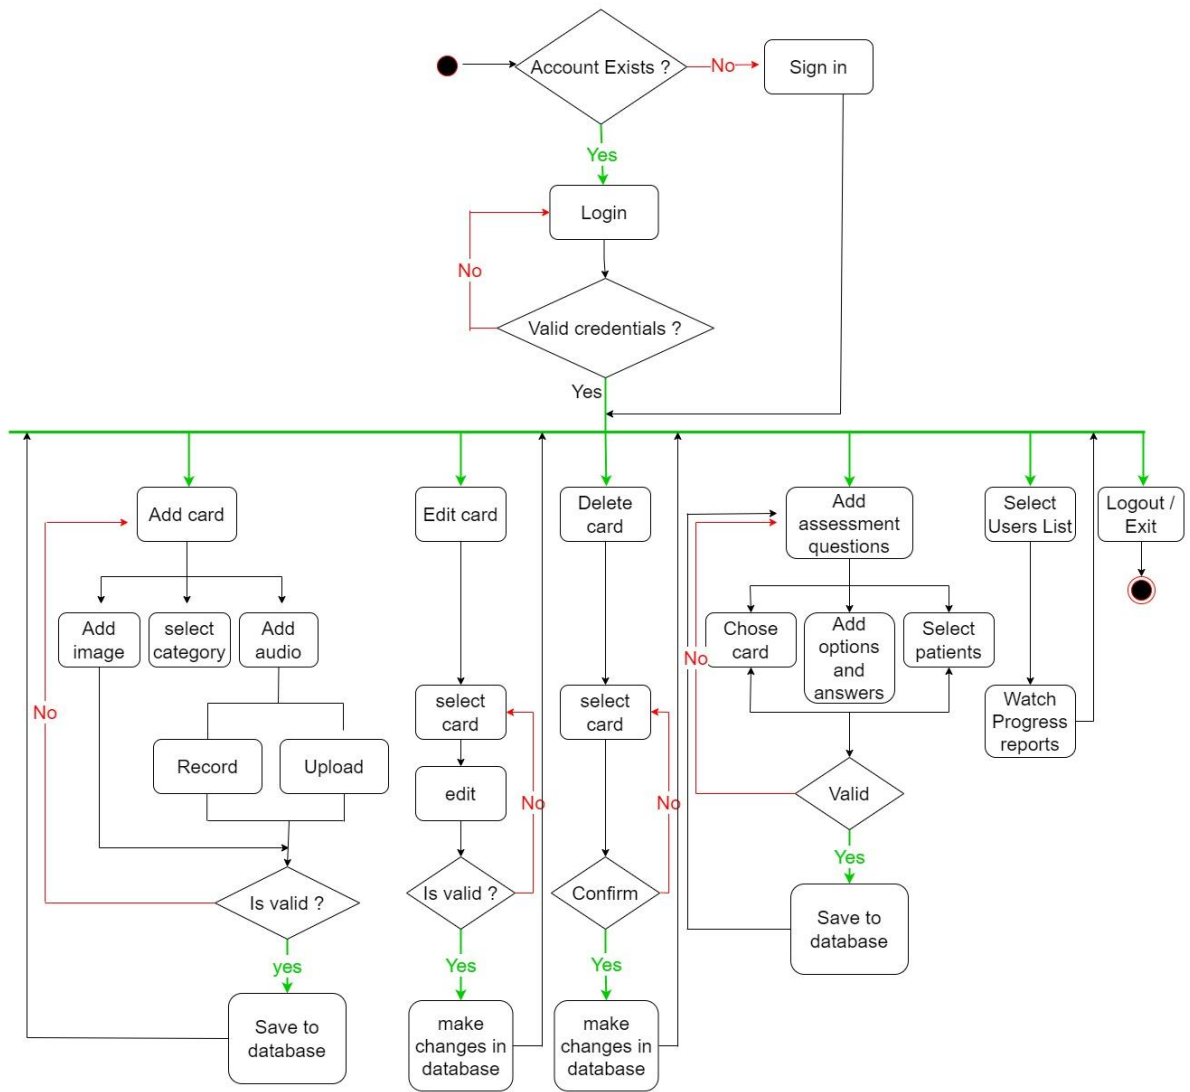 Account Exists ?
No
Sign in
Yes
Login
No
Valid credentials ?
Yes
Add card
Edit card
Delete
card
Add
assessment
questions
Select
Users List
Logout /
Exit
Add
image
select
category
Add
audio
Chose
card
Add
options
and
answers
Select
patients
No
No
select
card
select
card
Watch
Progress
reports
Record
Upload
edit
No
No
Valid
Is valid ?
Is valid ?
Confirm
Yes
Save to
database
yes
Yes
Yes
Save to
database
make
changes in
database
make
changes in
database